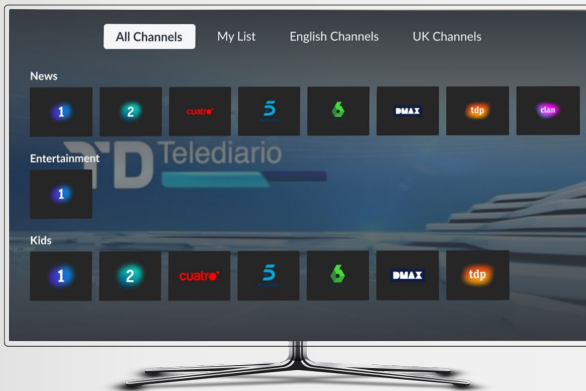 All Channels My List English Channels UK Channels
News
1 2 cuatro 5 6 DMAX tdp clan
TD Telediario
Entertainment
1
Kids
1 2 cuatro 5 6 DMAX tdp